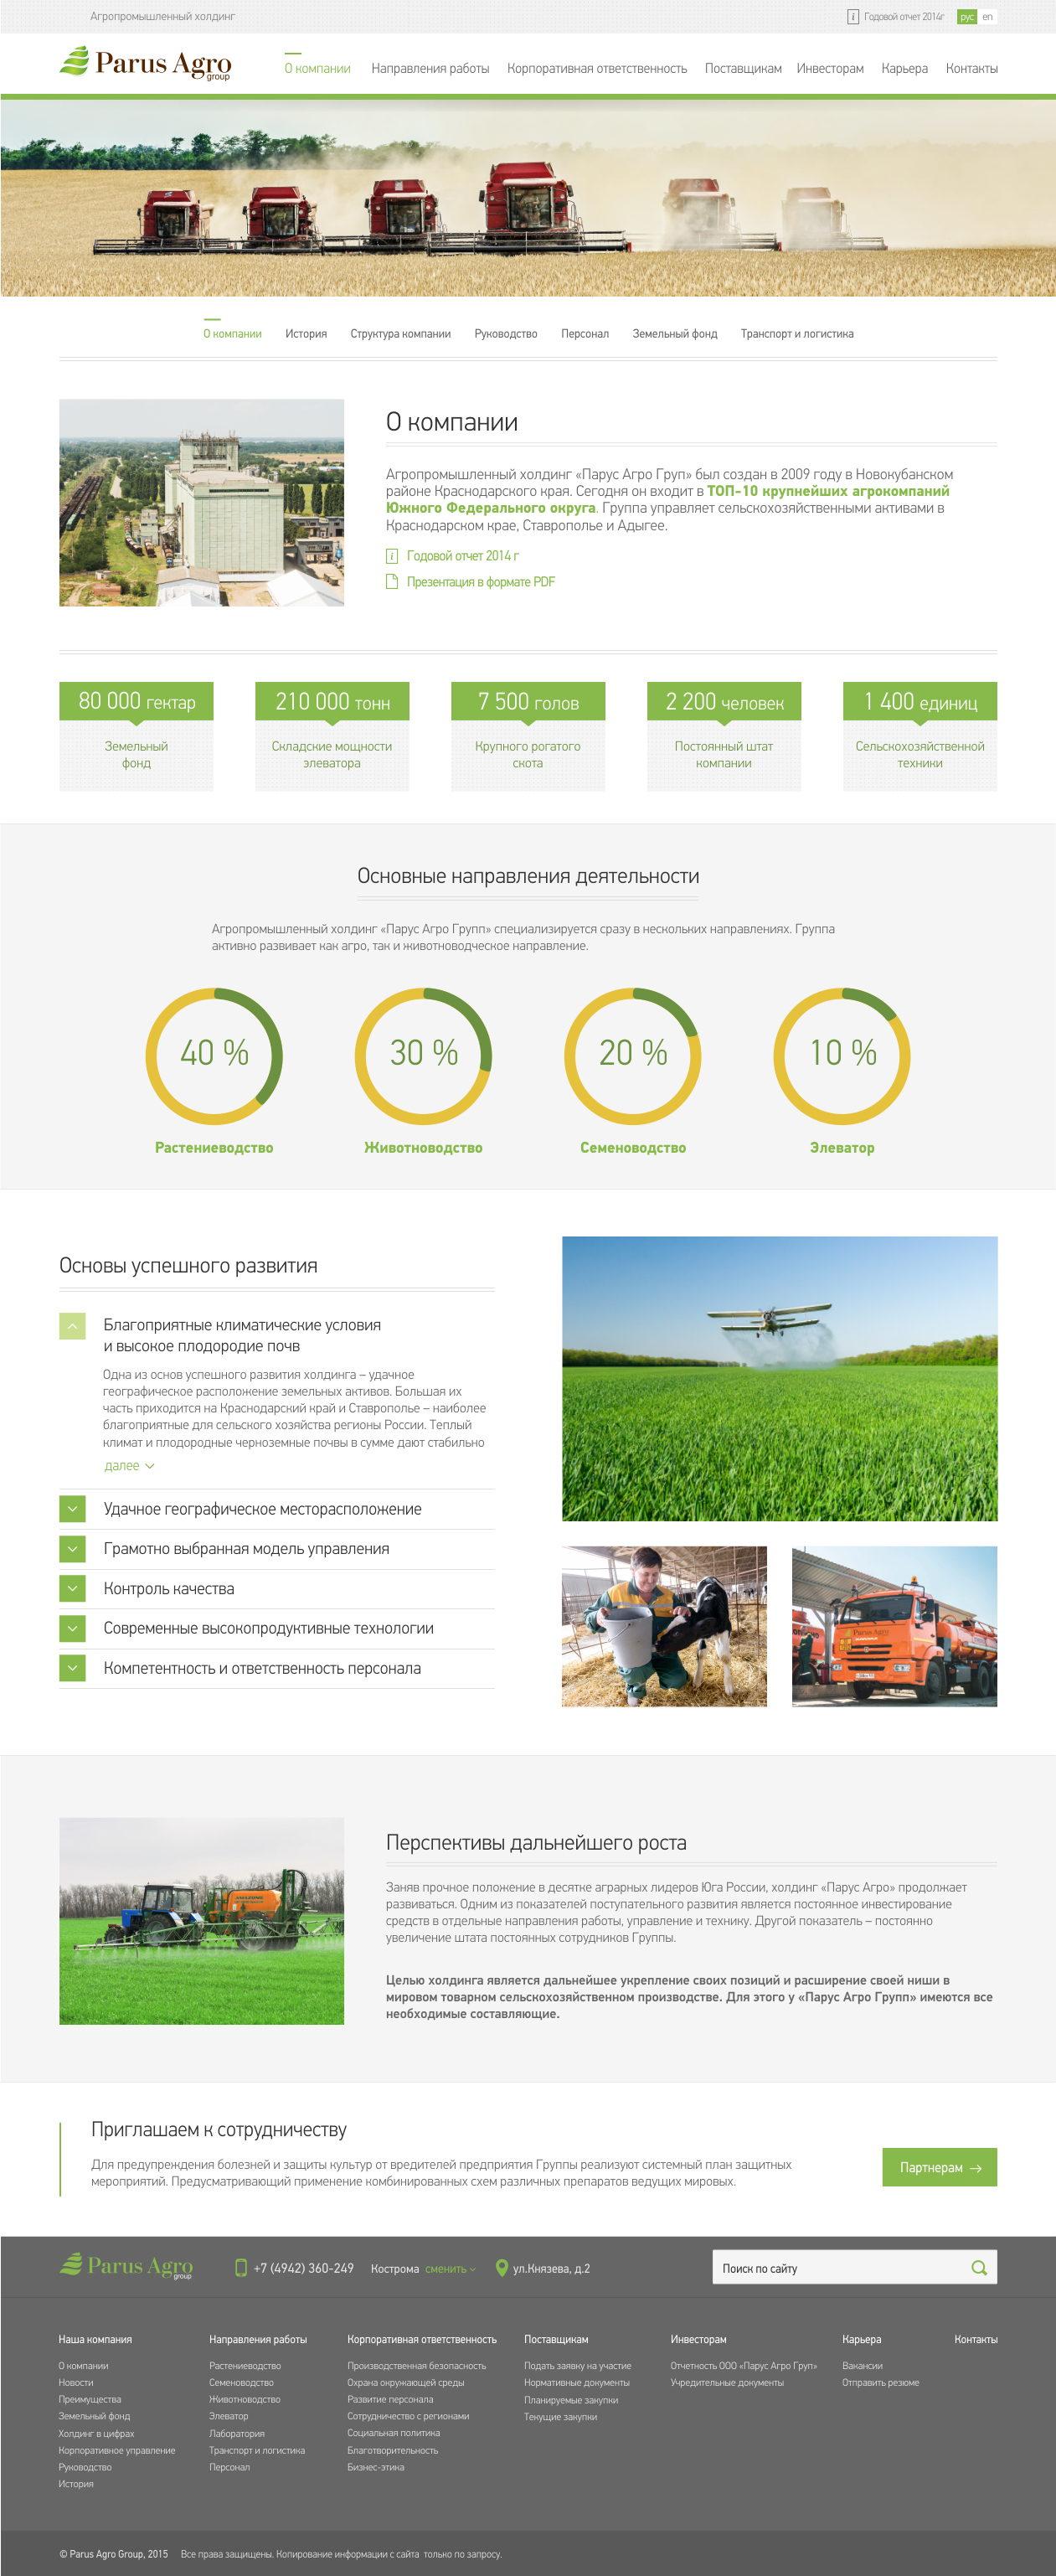 Агропромышленный холдинг
i Годовой отчет 2014г рус en
Parus Agro
group
О компании Направления работы Корпоративная ответственность Поставщикам Инвесторам Карьера Контакты
О компании История Структура компании Руководство Персонал Земельный фонд Транспорт и логистика
О компании
Агропромышленный холдинг «Парус Агро Груп» был создан в 2009 году в Новокубанском
районе Краснодарского края. Сегодня он входит в ТОП-10 крупнейших агрокомпаний
Южного Федерального округа. Группа управляет сельскохозяйственными активами в
Краснодарском крае, Ставрополье и Адыгее.
i Годовой отчет 2014 г
Презентация в формате PDF
80 000 гектар
Земельный
фонд
210 000 тонн
Складские мощности
элеватора
7 500 голов
Крупного рогатого
скота
2 200 человек
Постоянный штат
компании
1 400 единиц
Сельскохозяйственной
техники
Основные направления деятельности
Агропромышленный холдинг «Парус Агро Групп» специализируется сразу в нескольких направлениях. Группа
активно развивает как агро, так и животноводческое направление.
40 % 30 % 20 % 10 %
Растениеводство Животноводство Семеноводство Элеватор
Основы успешного развития
Благоприятные климатические условия
и высокое плодородие почв
Одна из основ успешного развития холдинга – удачное
географическое расположение земельных активов. Большая их
часть приходится на Краснодарский край и Ставрополье – наиболее
благоприятные для сельского хозяйства регионы России. Теплый
климат и плодородные черноземные почвы в сумме дают стабильно
далее
Удачное географическое месторасположение
Грамотно выбранная модель управления
Контроль качества
Современные высокопродуктивные технологии
Компетентность и ответственность персонала
Перспективы дальнейшего роста
Заняв прочное положение в десятке аграрных лидеров Юга России, холдинг «Парус Агро» продолжает
развиваться. Одним из показателей поступательного развития является постоянное инвестирование
средств в отдельные направления работы, управление и технику. Другой показатель – постоянно
увеличение штата постоянных сотрудников Группы.
Целью холдинга является дальнейшее укрепление своих позиций и расширение своей ниши в
мировом товарном сельскохозяйственном производстве. Для этого у «Парус Агро Групп» имеются все
необходимые составляющие.
Приглашаем к сотрудничеству
Для предупреждения болезней и защиты культур от вредителей предприятия Группы реализуют системный план защитных
мероприятий. Предусматривающий применение комбинированных схем различных препаратов ведущих мировых.
Партнерам
Parus Agro
group
+7 (4942) 360-249 Кострома сменить ул.Князева, д.2 Поиск по сайту
Наша компания
О компании
Новости
Преимущества
Земельный фонд
Холдинг в цифрах
Корпоративное управление
Руководство
История
Направления работы
Растениеводство
Семеноводство
Животноводство
Элеватор
Лаборатория
Транспорт и логистика
Персонал
Корпоративная ответственность
Производственная безопасность
Охрана окружающей среды
Развитие персонала
Сотрудничество с регионами
Социальная политика
Благотворительность
Бизнес-этика
Поставщикам
Подать заявку на участие
Нормативные документы
Планируемые закупки
Текущие закупки
Инвесторам
Отчетность ООО «Парус Агро Груп»
Учредительные документы
Карьера
Вакансии
Отправить резюме
Контакты
© Parus Agro Group, 2015 Все права защищены. Копирование информации с сайта только по запросу.